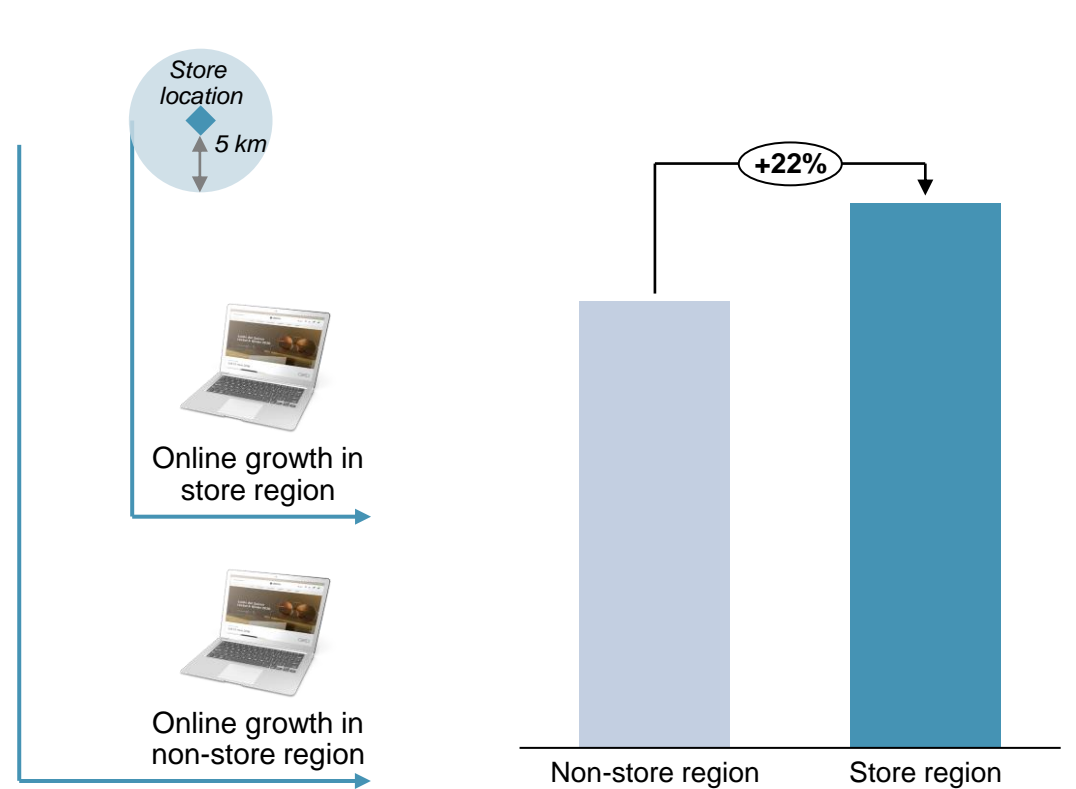 Store
location
5 km
+22%
Online growth in
store region
Online growth in
non-store region
Non-store region
Store region